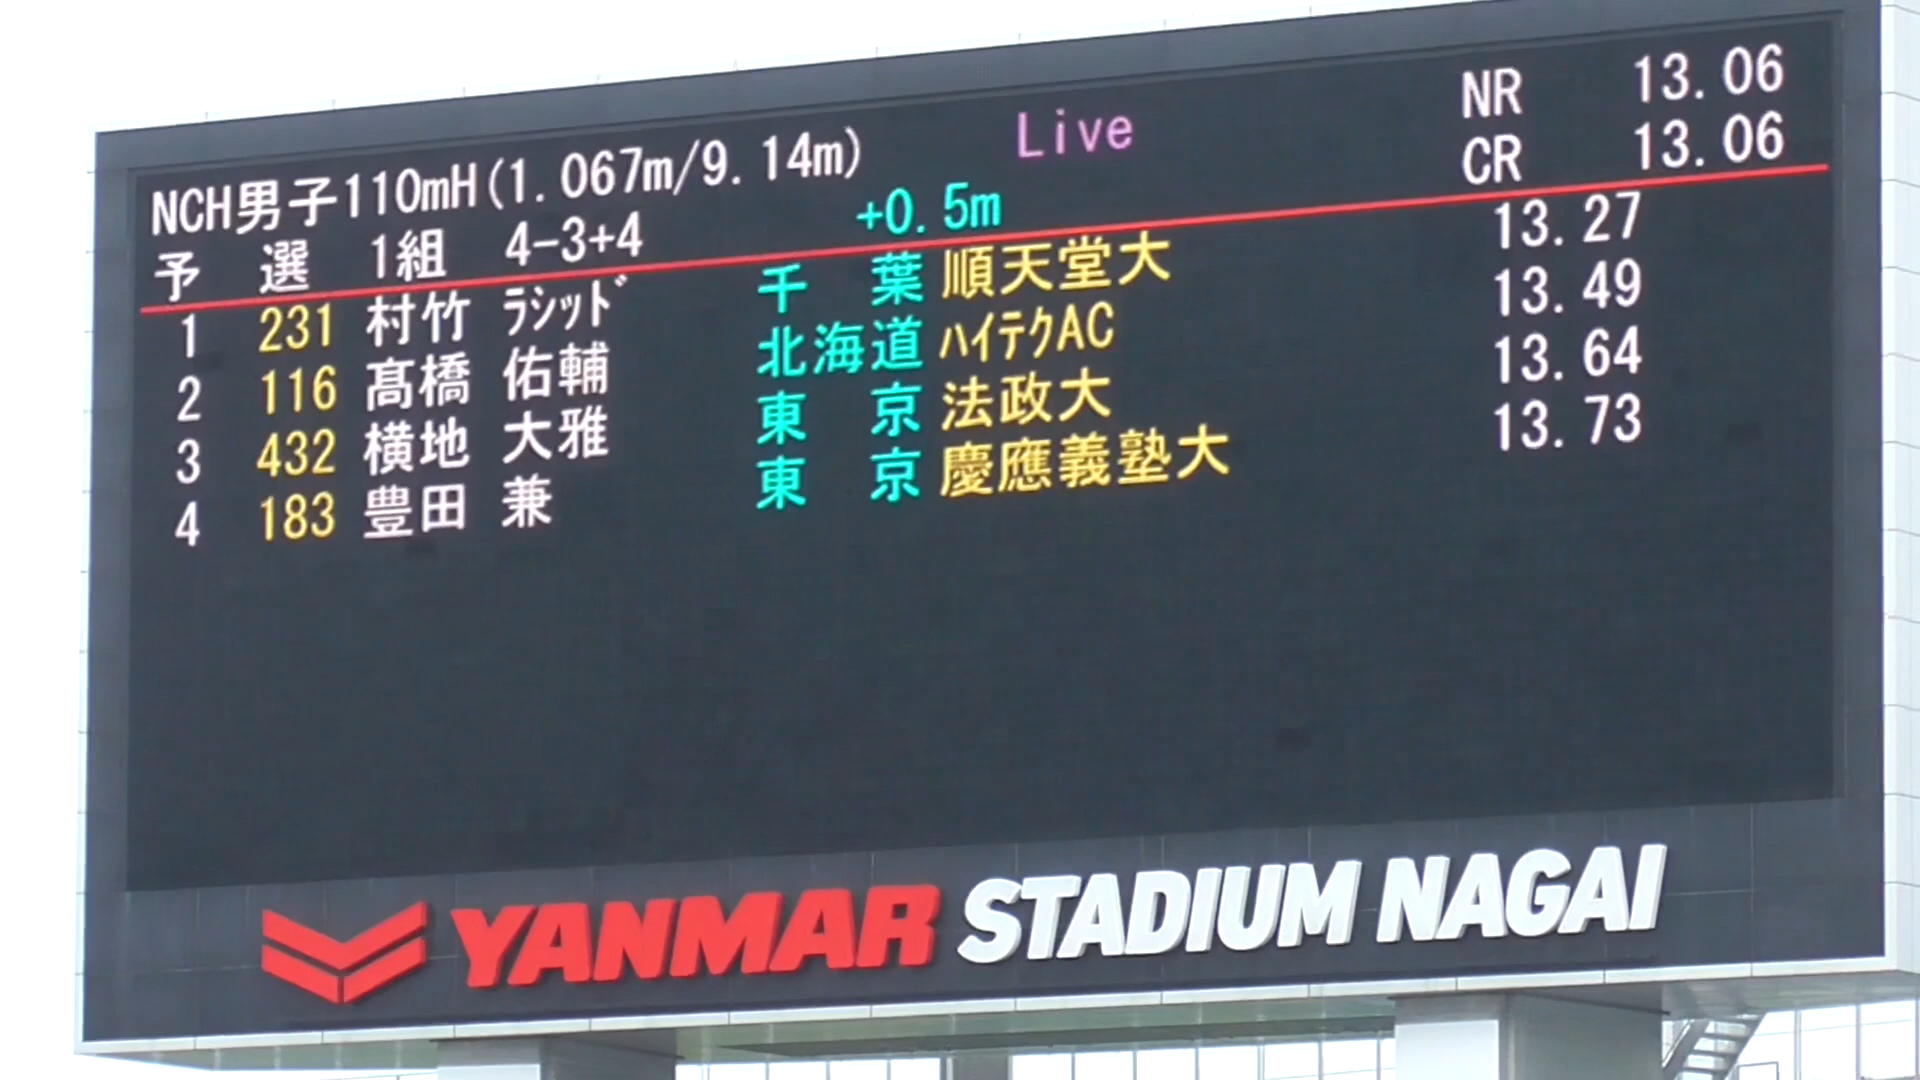 NCH男子110mH(1.067m/9.14m) Live NR 13.06
予 選 1組 4-3+4 +0.5m CR 13.06
1 231 村竹 ﾗｼｯﾄﾞ 千 葉 順天堂大 13.27
2 116 髙橋 佑輔 北海道 ﾊｲﾃｸAC 13.49
3 432 横地 大雅 東 京 法政大 13.64
4 183 豊田 兼 東 京 慶應義塾大 13.73
YANMAR STADIUM NAGAI